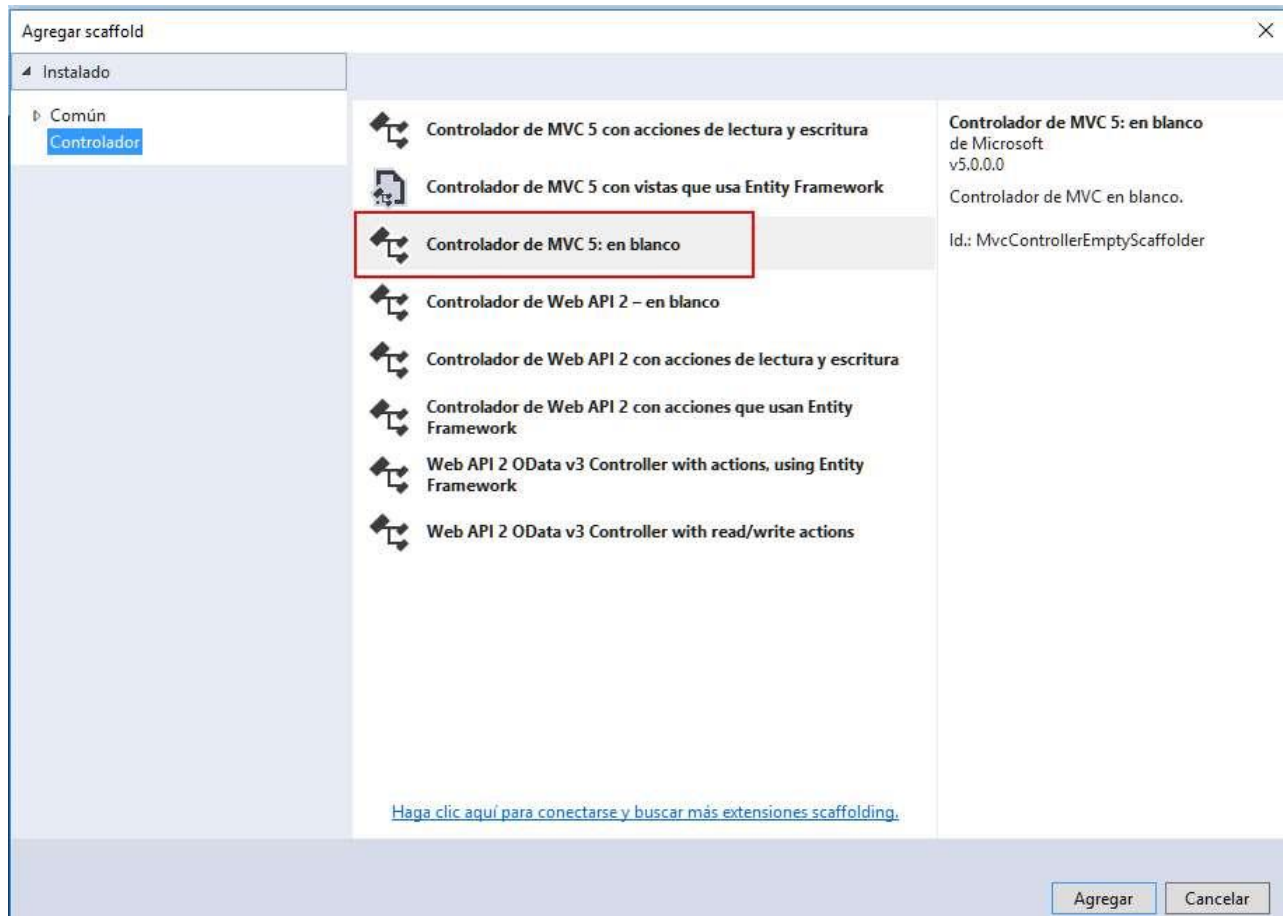 Agregar scaffold
Instalado
Común
Controlador
Controlador de MVC 5 con acciones de lectura y escritura
Controlador de MVC 5 con vistas que usa Entity Framework
Controlador de MVC 5: en blanco
Controlador de Web API 2 – en blanco
Controlador de Web API 2 con acciones de lectura y escritura
Controlador de Web API 2 con acciones que usan Entity
Framework
Web API 2 OData v3 Controller with actions, using Entity
Framework
Web API 2 OData v3 Controller with read/write actions
Haga clic aquí para conectarse y buscar más extensiones scaffolding.
Controlador de MVC 5: en blanco
de Microsoft
v5.0.0.0
Controlador de MVC en blanco.
Id.: MvcControllerEmptyScaffolder
Agregar
Cancelar